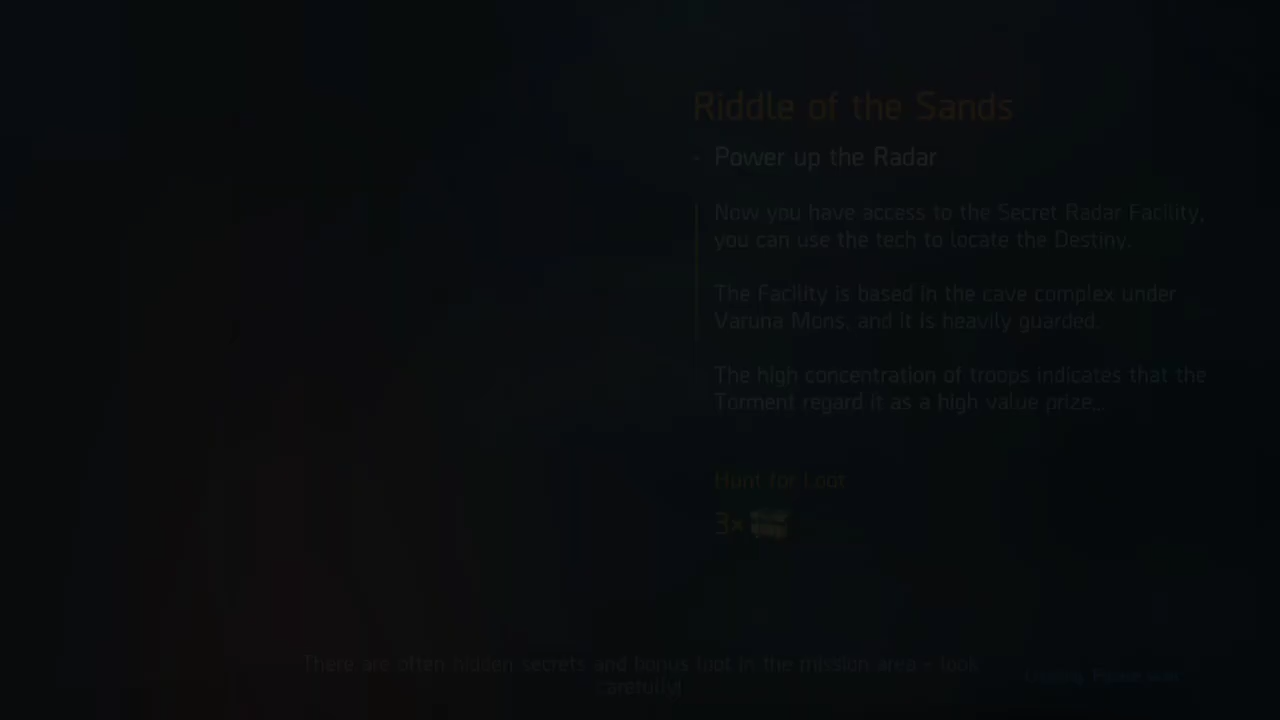 Riddle of the Sands
- Power up the Radar
Now you have access to the Secret Radar Facility,
you can use the tech to locate the Destiny.
The Facility is based in the cave complex under
Varuna Mons, and it is heavily guarded.
The high concentration of troops indicates that the
Torment regard it as a high value prize...
Hunt for Loot
3x
There are often hidden secrets and bonus loot in the mission area - look
carefully!